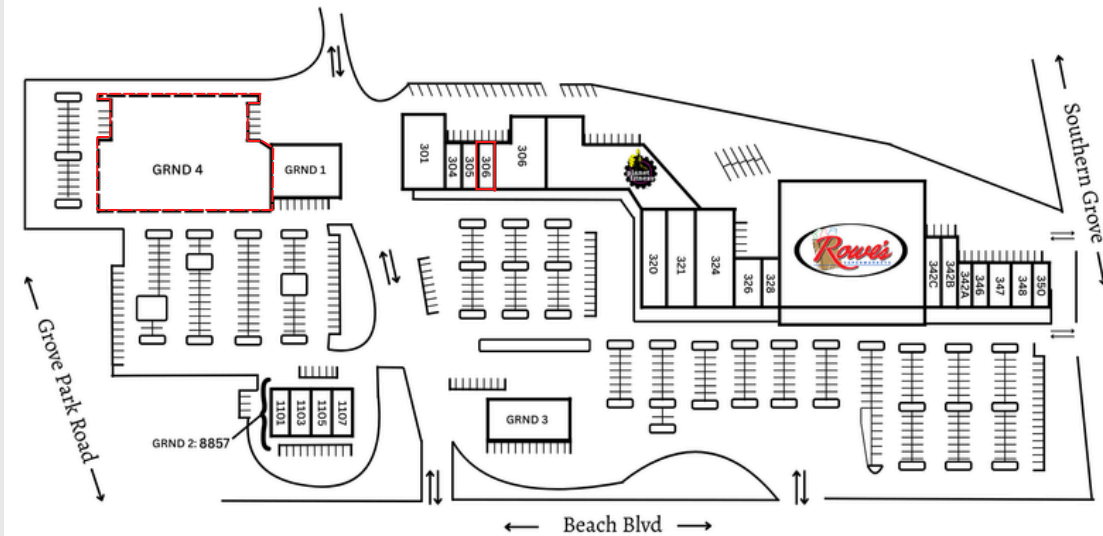 GRND 4
GRND 1
301
304
305
306
306
planet fitness
320
321
324
326
328
Rowe's
SUPERMARKETS
342C
342B
342A
346
347
348
350
Southern Grove
Grove Park Road
1101
1103
1105
1107
GRND 2: 8857
GRND 3
Beach Blvd